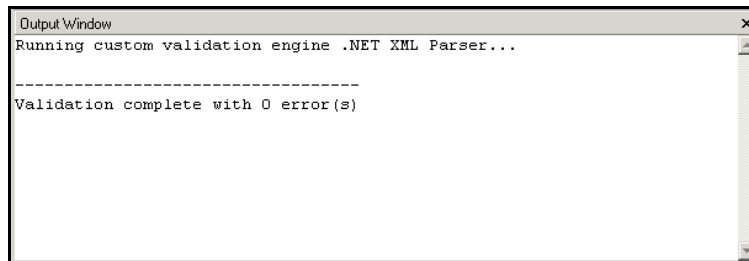 Output Window
Running custom validation engine .NET XML Parser...
-----------------------------------
Validation complete with 0 error(s)